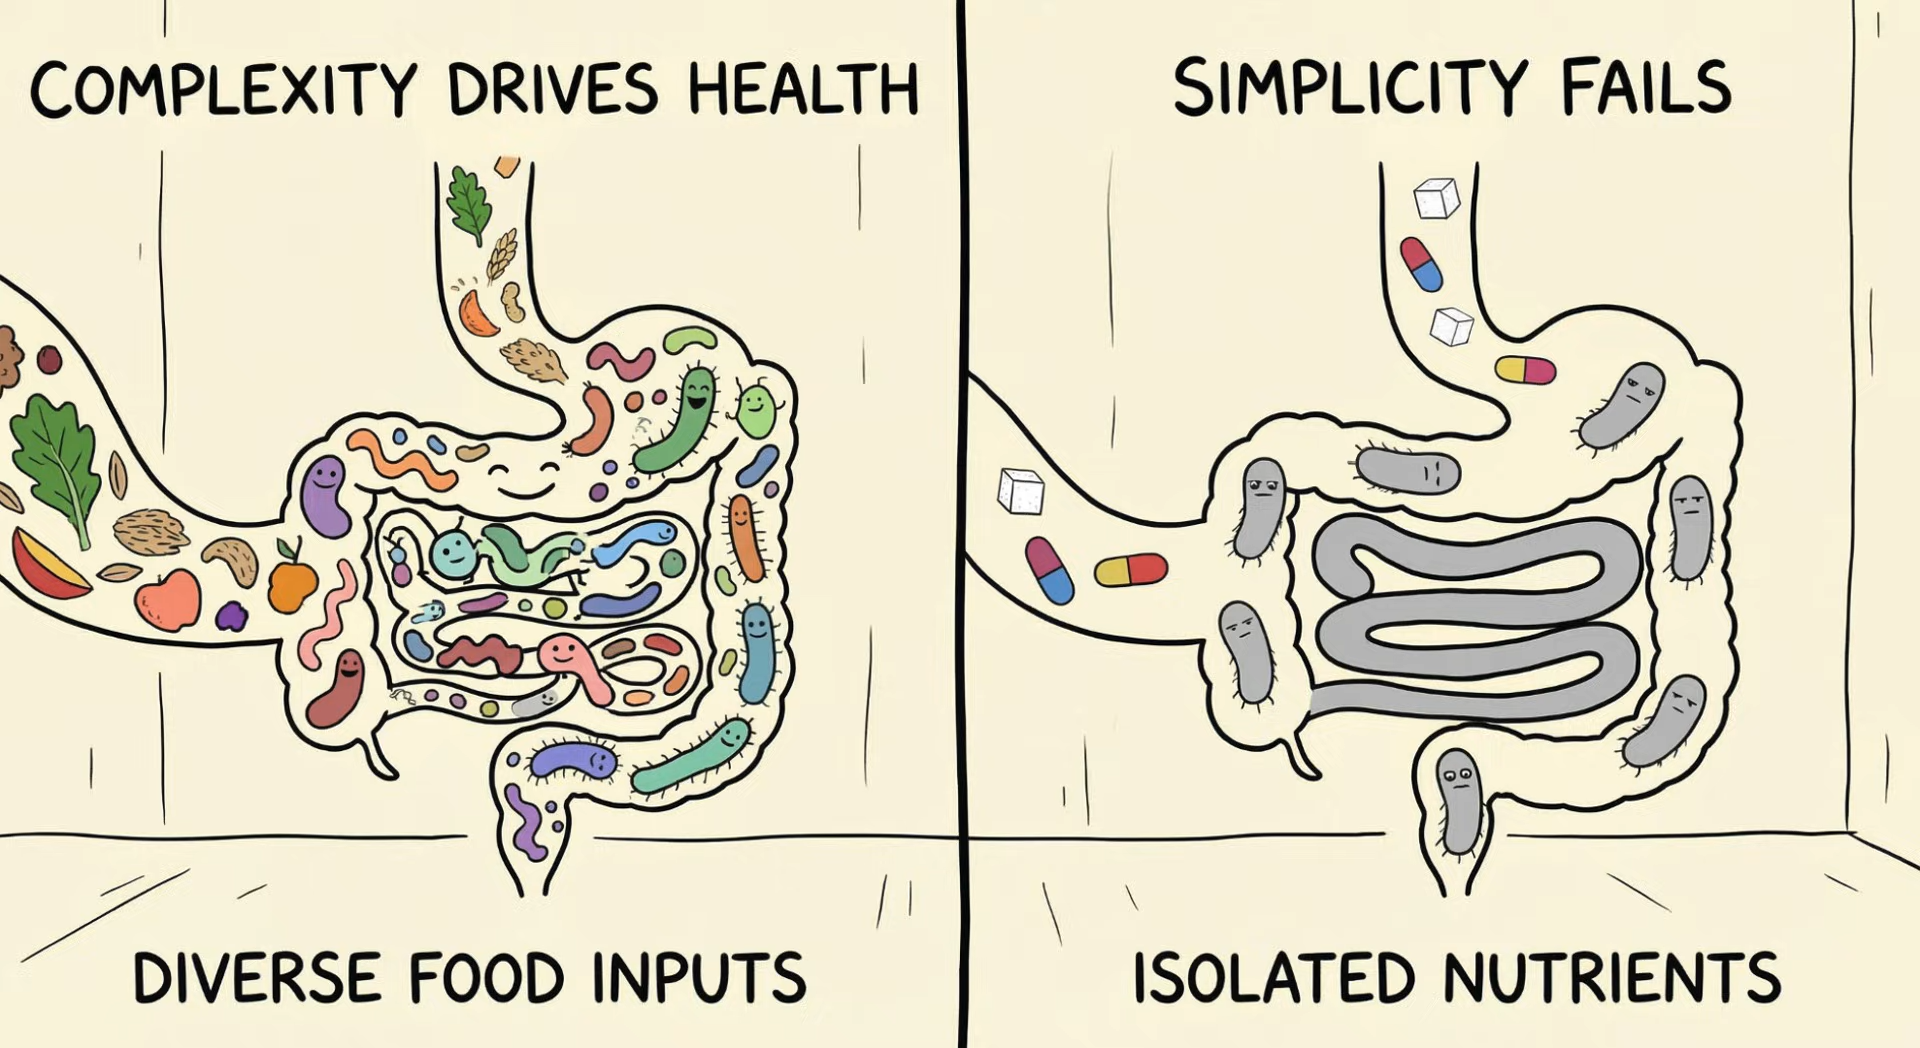 COMPLEXITY DRIVES HEALTH
DIVERSE FOOD INPUTS
SIMPLICITY FAILS
ISOLATED NUTRIENTS